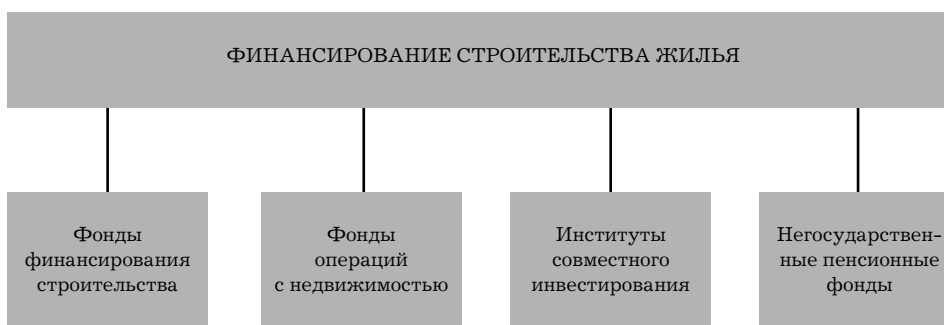 ФИНАНСИРОВАНИЕ СТРОИТЕЛЬСТВА ЖИЛЬЯ
Фонды
финансирования
строительства
Фонды
операций
с недвижимостью
Институты
совместного
инвестирования
Негосударствен-
ные пенсионные
фонды